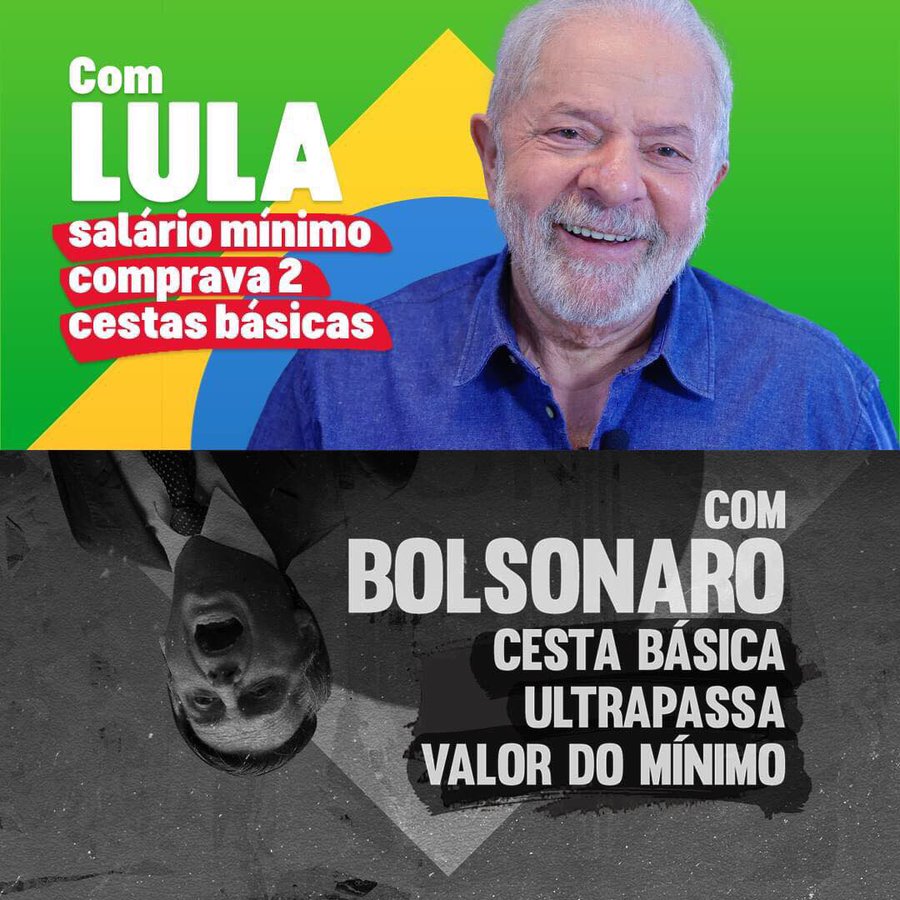 Com
LULA
salário mínimo
comprava 2
cestas básicas
COM
BOLSONARO
CESTA BÁSICA
ULTRAPASSA
VALOR DO MÍNIMO